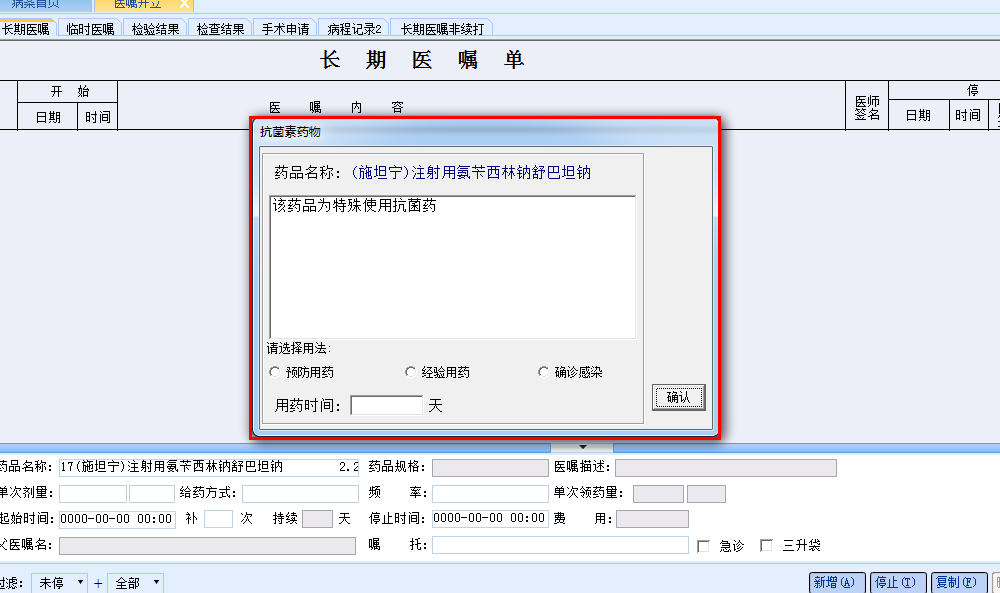 病案首页 医嘱开立
长期医嘱 临时医嘱 检验结果 检查结果 手术申请 病程记录2 长期医嘱非续打
长 期 医 嘱 单
开 始 停
医 嘱 内 容 医师
签名
日期 时间 日期 时间
抗菌素药物
药品名称: (施坦宁)注射用氨苄西林钠舒巴坦钠
该药品为特殊使用抗菌药
请选择用法:
预防用药 经验用药 确诊感染
用药时间: 天
确认
药品名称: 17(施坦宁)注射用氨苄西林钠舒巴坦钠 2.2 药品规格: 医嘱描述:
单次剂量: 给药方式: 频 率: 单次领药量:
起始时间: 0000-00-00 00:00 补 次 持续 天 停止时间: 0000-00-00 00:00 费 用:
父医嘱名: 嘱 托: 急诊 三升袋
过滤: 未停 + 全部 新增(A) 停止(T) 复制(F)